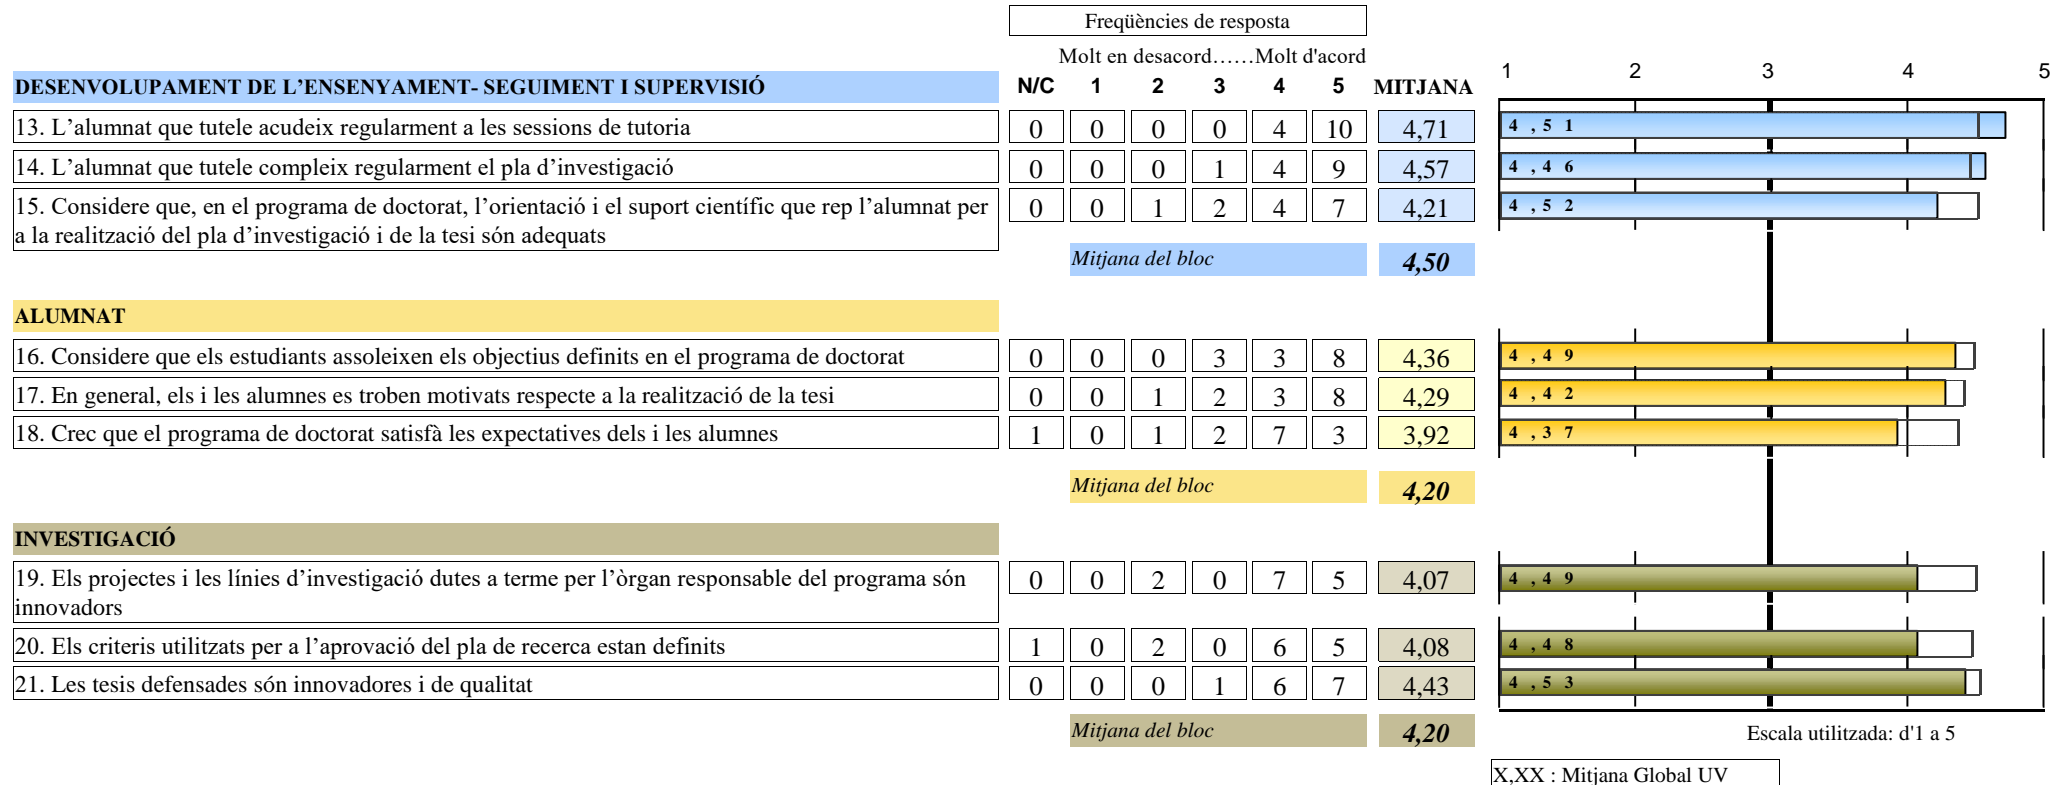 Freqüències de resposta
Molt en desacord……Molt d'acord
DESENVOLUPAMENT DE L’ENSENYAMENT- SEGUIMENT I SUPERVISIÓ N/C 1 2 3 4 5 MITJANA 1 2 3 4 5
13. L’alumnat que tutele acudeix regularment a les sessions de tutoria 0 0 0 0 4 10 4,71 4,51
14. L’alumnat que tutele compleix regularment el pla d’investigació 0 0 0 1 4 9 4,57 4,46
15. Considere que, en el programa de doctorat, l’orientació i el suport científic que rep l’alumnat per 0 0 1 2 4 7 4,21 4,52
a la realització del pla d’investigació i de la tesi són adequats
Mitjana del bloc 4,50
ALUMNAT
16. Considere que els estudiants assoleixen els objectius definits en el programa de doctorat 0 0 0 3 3 8 4,36 4,49
17. En general, els i les alumnes es troben motivats respecte a la realització de la tesi 0 0 1 2 3 8 4,29 4,42
18. Crec que el programa de doctorat satisfà les expectatives dels i les alumnes 1 0 1 2 7 3 3,92 4,37
Mitjana del bloc 4,20
INVESTIGACIÓ
19. Els projectes i les línies d’investigació dutes a terme per l’òrgan responsable del programa són 0 0 2 0 7 5 4,07 4,49
innovadors
20. Els criteris utilitzats per a l’aprovació del pla de recerca estan definits 1 0 2 0 6 5 4,08 4,48
21. Les tesis defensades són innovadores i de qualitat 0 0 0 1 6 7 4,43 4,53
Mitjana del bloc 4,20 Escala utilitzada: d'1 a 5
X,XX : Mitjana Global UV